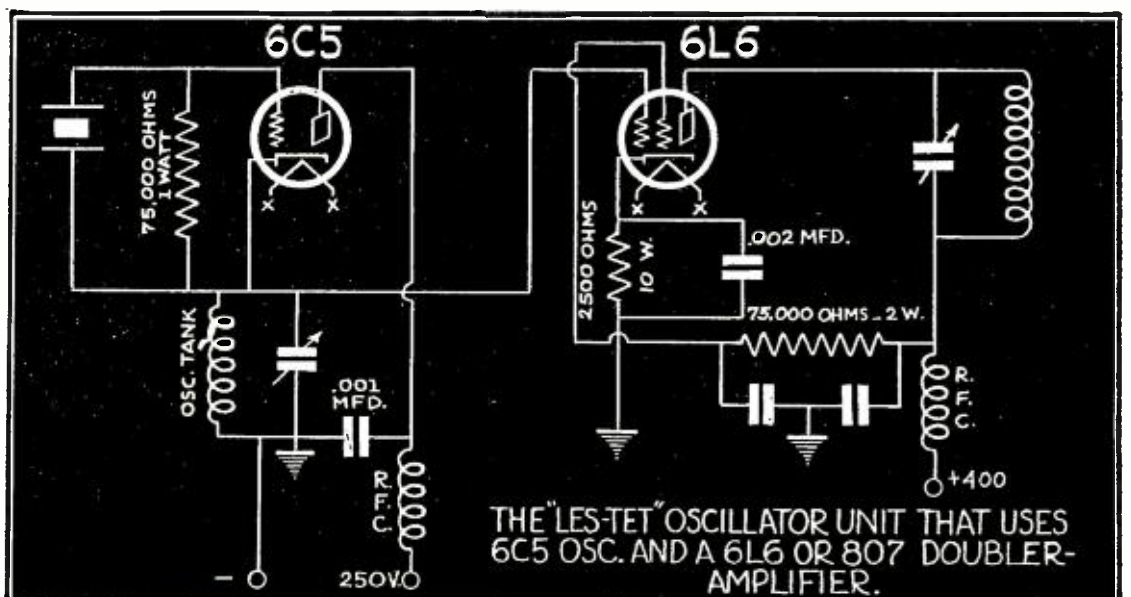 6C5
6L6
75,000 OHMS
1 WATT
X X
X X
2500 OHMS
10 W.
.002 MFD.
75,000 OHMS - 2 W.
OSC. TANK
.001
MFD.
R.
F.
C.
R.
F.
C.
+400
- 250V.
THE "LES-TET" OSCILLATOR UNIT THAT USES
6C5 OSC. AND A 6L6 OR 807 DOUBLER-
AMPLIFIER.